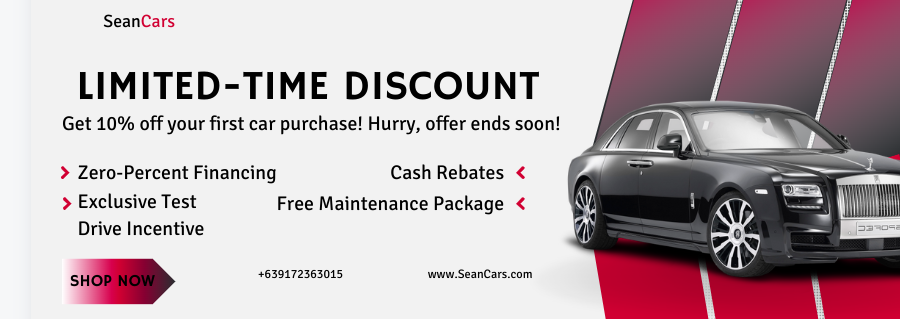 SeanCars
LIMITED-TIME DISCOUNT
Get 10% off your first car purchase! Hurry, offer ends soon!
Zero-Percent Financing
Exclusive Test
Drive Incentive
Cash Rebates
Free Maintenance Package
SHOP NOW
+639172363015
www.SeanCars.com